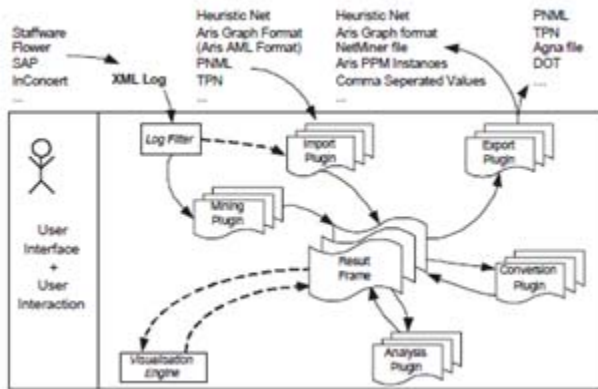 Staffware
Flower
SAP
InConcert
...
XML Log
Heuristic Net
Aris Graph Format
(Aris AML Format)
PNML
TPN
...
Heuristic Net
Aris Graph format
NetMiner file
Aris PPM Instances
Comma Seperated Values
...
PNML
TPN
Agna file
DOT
...
Log Filter
Import
Plugin
Export
Plugin
Mining
Plugin
User
Interface
+
User
Interaction
Result
Frame
Conversion
Plugin
Visualisation
Engine
Analysis
Plugin